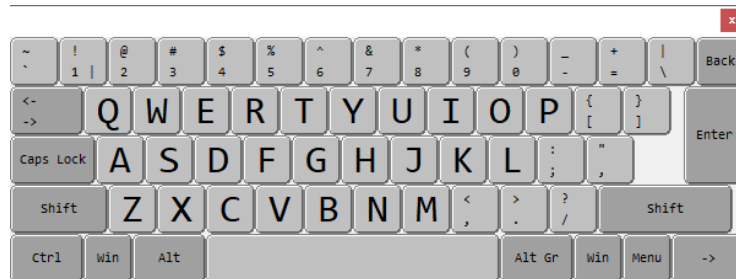 x
~ ! @ # $ % ^ & * ( ) _ + | Back
` 1 | 2 3 4 5 6 7 8 9 0 - = \
<- Q W E R T Y U I O P { }
-> [ ] Enter
Caps Lock A S D F G H J K L : "
; ,
Shift Z X C V B N M < > ? Shift
, . /
Ctrl Win Alt Alt Gr Win Menu ->